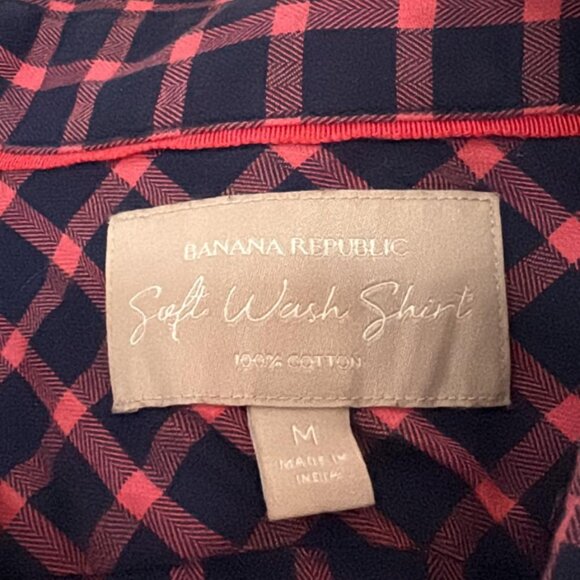 BANANA REPUBLIC
Soft Wash Shirt
100% COTTON
M
MADE IN
INDIA